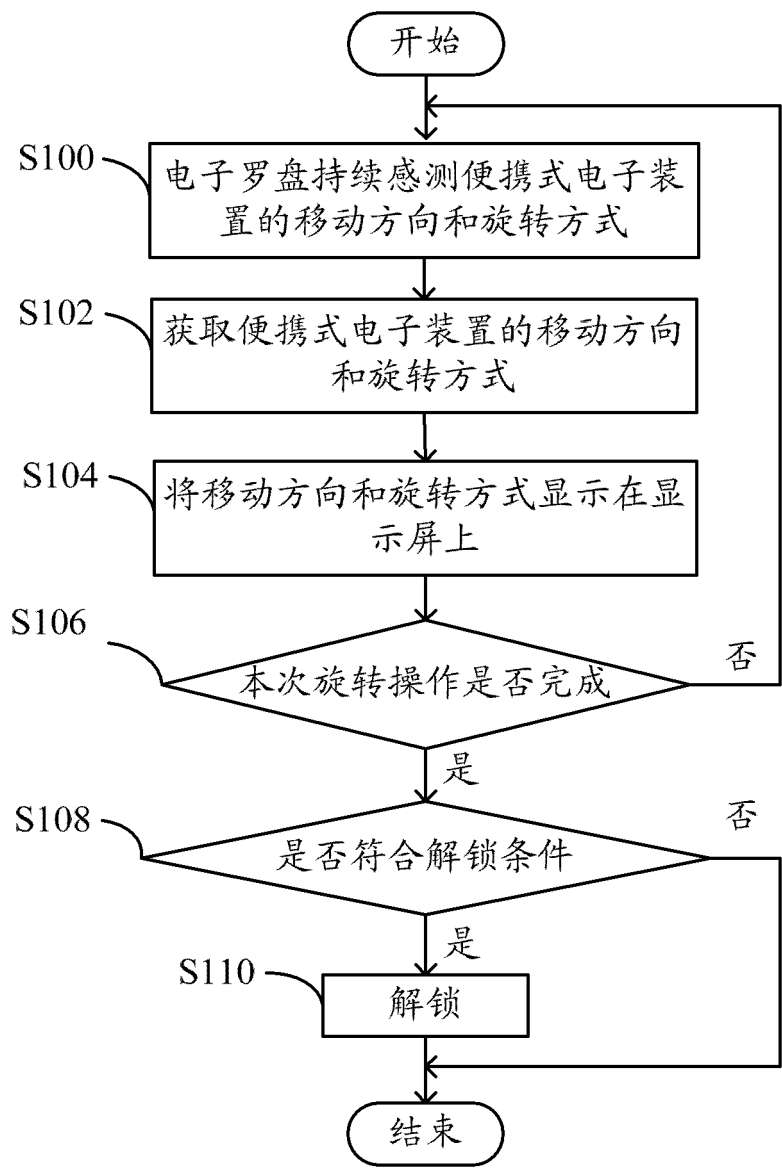 开始
S100
电子罗盘持续感测便携式电子装
置的移动方向和旋转方式
S102
获取便携式电子装置的移动方向
和旋转方式
S104
将移动方向和旋转方式显示在显
示屏上
S106
本次旋转操作是否完成
否
是
S108
是否符合解锁条件
否
是
S110
解锁
结束